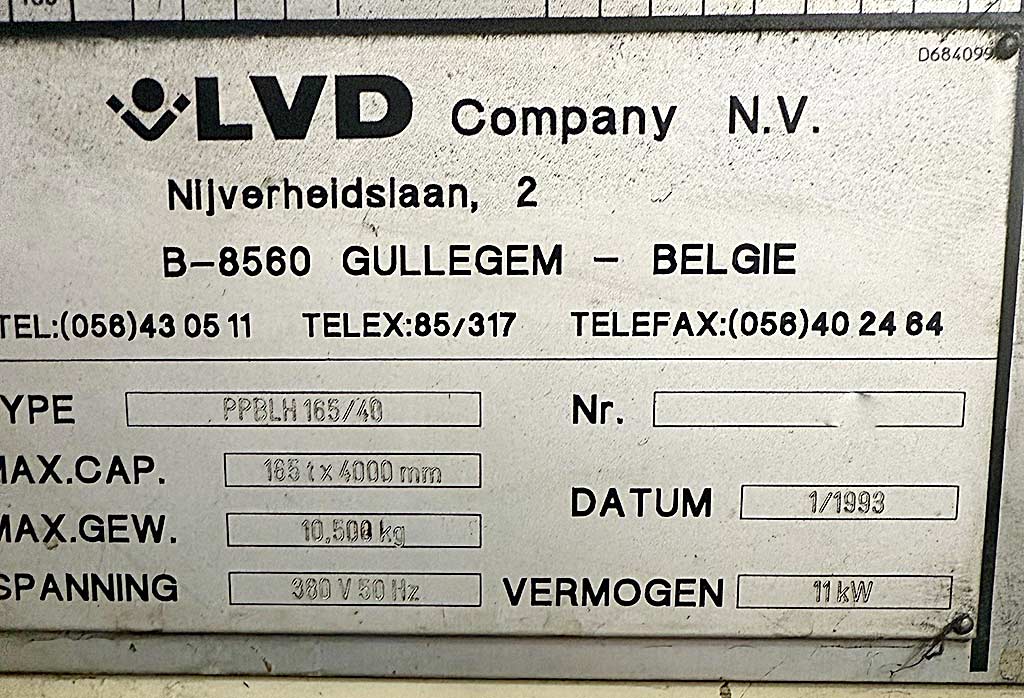 D684099
LVD Company N.V.
Nijverheidslaan, 2
B-8560 GULLEGEM - BELGIE
TEL:(056)43 05 11 TELEX:85/317 TELEFAX:(056)40 24 64
YPE PPBLH 165/40 Nr.
MAX.CAP. 165 t x 4000 mm
DATUM 1/1993
MAX.GEW. 10,500 kg
SPANNING 380 V 50 Hz VERMOGEN 11 kW